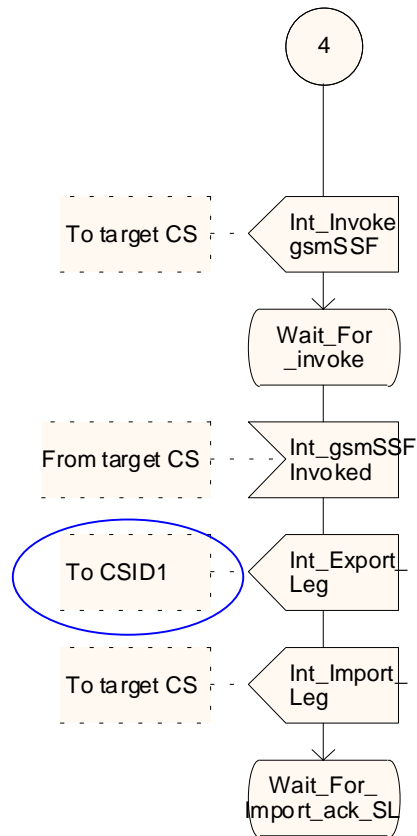 4
To target CS
Int_Invoke
gsmSSF
Wait_For
_invoke
From target CS
Int_gsmSSF
Invoked
To CSID1
Int_Export_
Leg
To target CS
Int_Import_
Leg
Wait_For_
Import_ack_SL